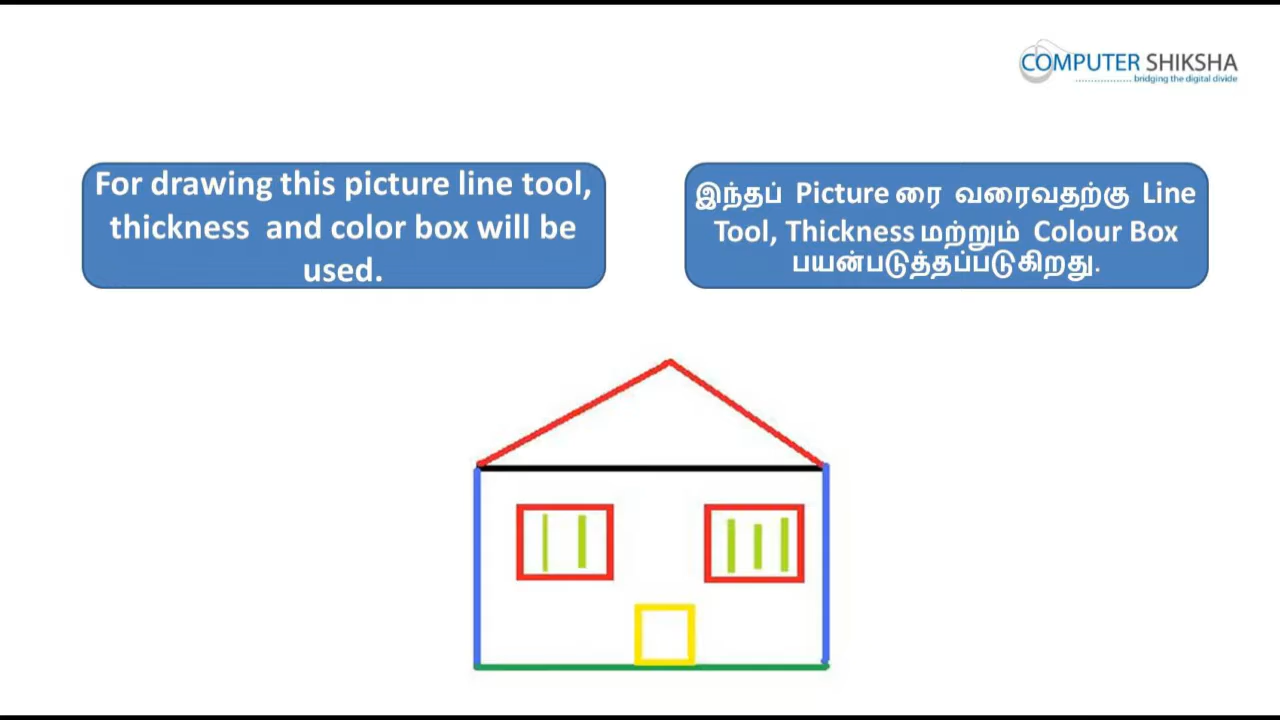 COMPUTER SHIKSHA
bridging the digital divide
For drawing this picture line tool,
thickness and color box will be
used.
இந்தப் Picture ரை வரைவதற்கு Line
Tool, Thickness மற்றும் Colour Box
பயன்படுத்தப்படுகிறது.